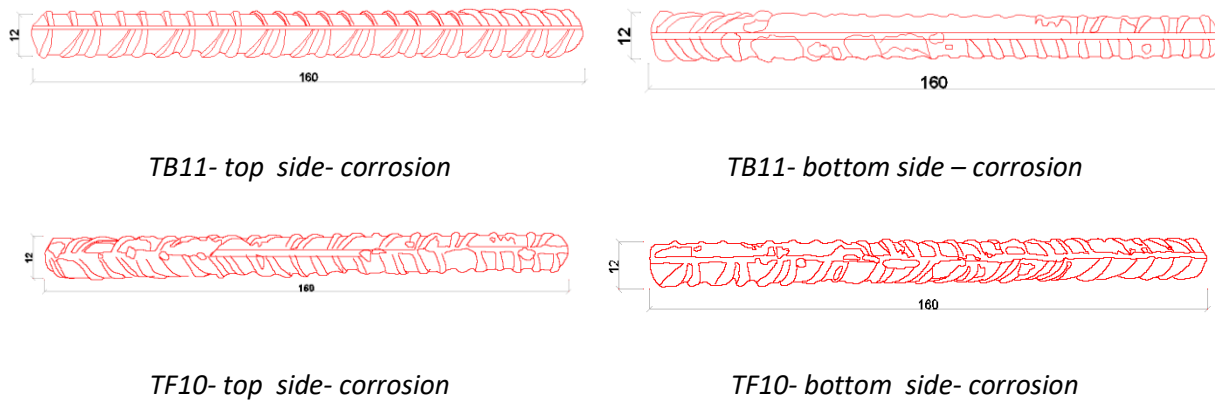 12
160
12
160
TB11- top side- corrosion
TB11- bottom side – corrosion
12
160
12
160
TF10- top side- corrosion
TF10- bottom side- corrosion